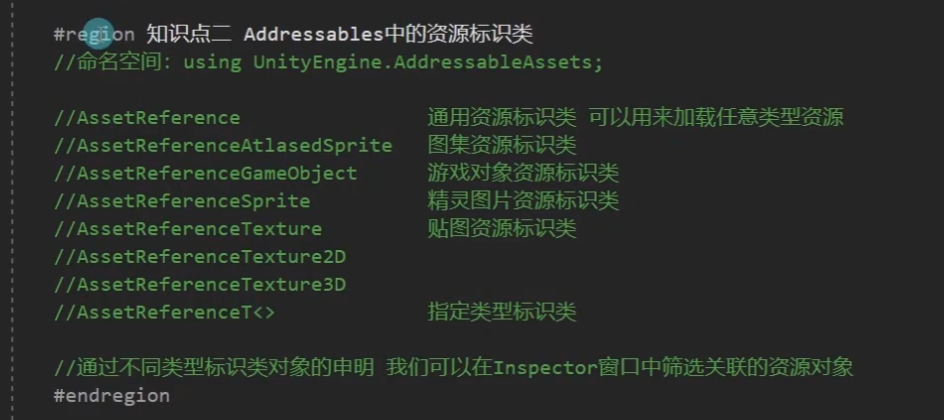 #region 知识点二 Addressables中的资源标识类
//命名空间：using UnityEngine.AddressableAssets;
//AssetReference 通用资源标识类 可以用来加载任意类型资源
//AssetReferenceAtlasedSprite 图集资源标识类
//AssetReferenceGameObject 游戏对象资源标识类
//AssetReferenceSprite 精灵图片资源标识类
//AssetReferenceTexture 贴图资源标识类
//AssetReferenceTexture2D
//AssetReferenceTexture3D
//AssetReferenceT<> 指定类型标识类
//通过不同类型标识类对象的申明 我们可以在Inspector窗口中筛选关联的资源对象
#endregion